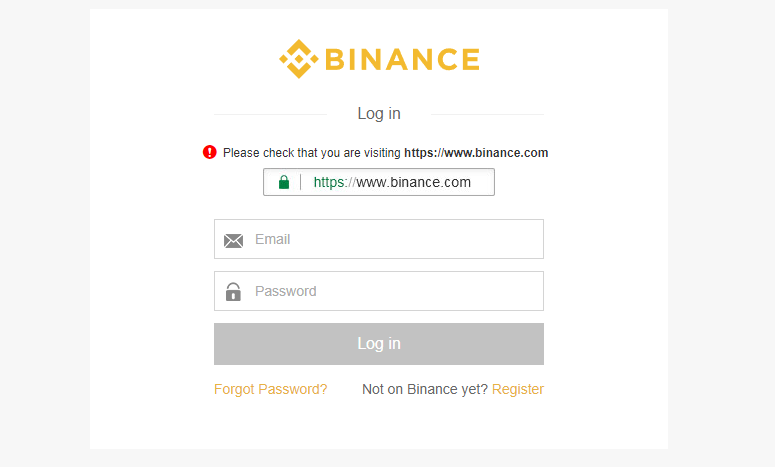 BINANCE
Log in
Please check that you are visiting https://www.binance.com
https://www.binance.com
Email
Password
Log in
Forgot Password? Not on Binance yet? Register